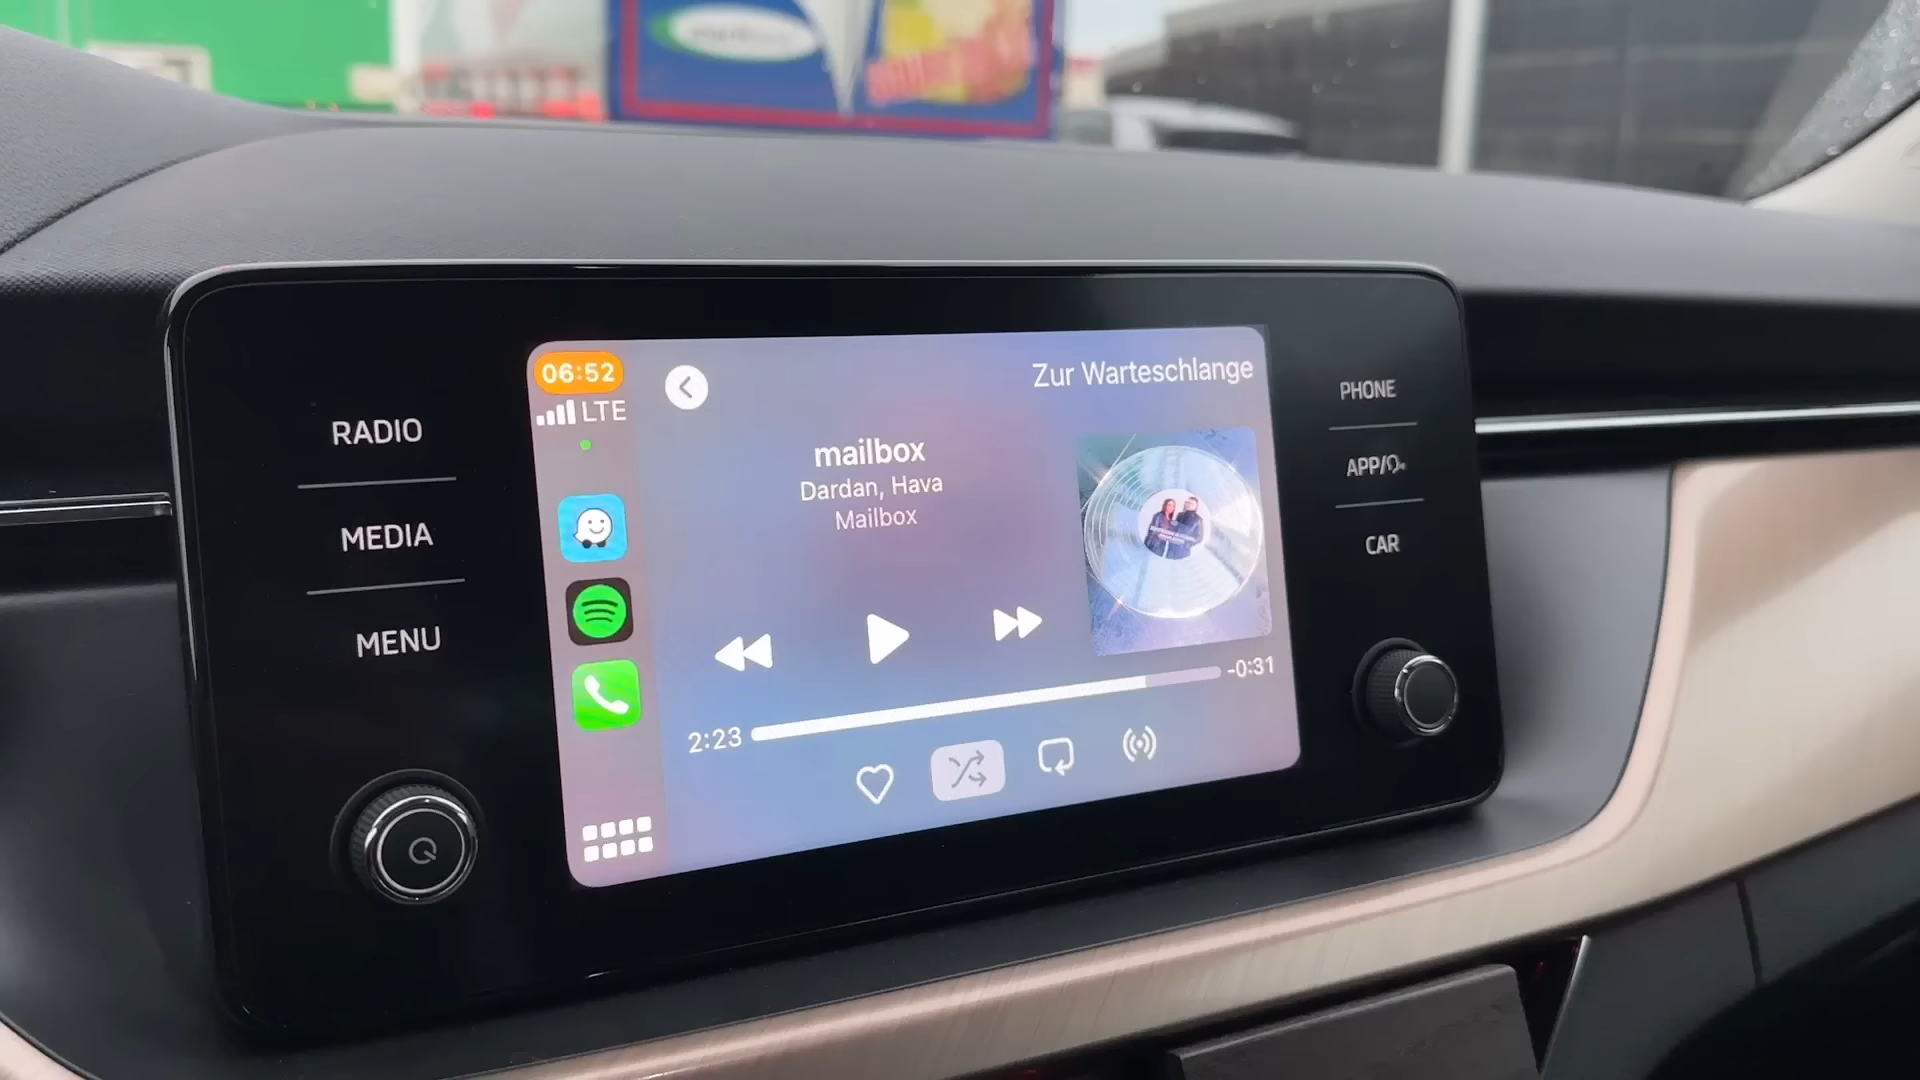 RADIO
MEDIA
MENU
06:52
LTE
Zur Warteschlange
mailbox
Dardan, Hava
Mailbox
2:23
-0:31
PHONE
APP/
CAR